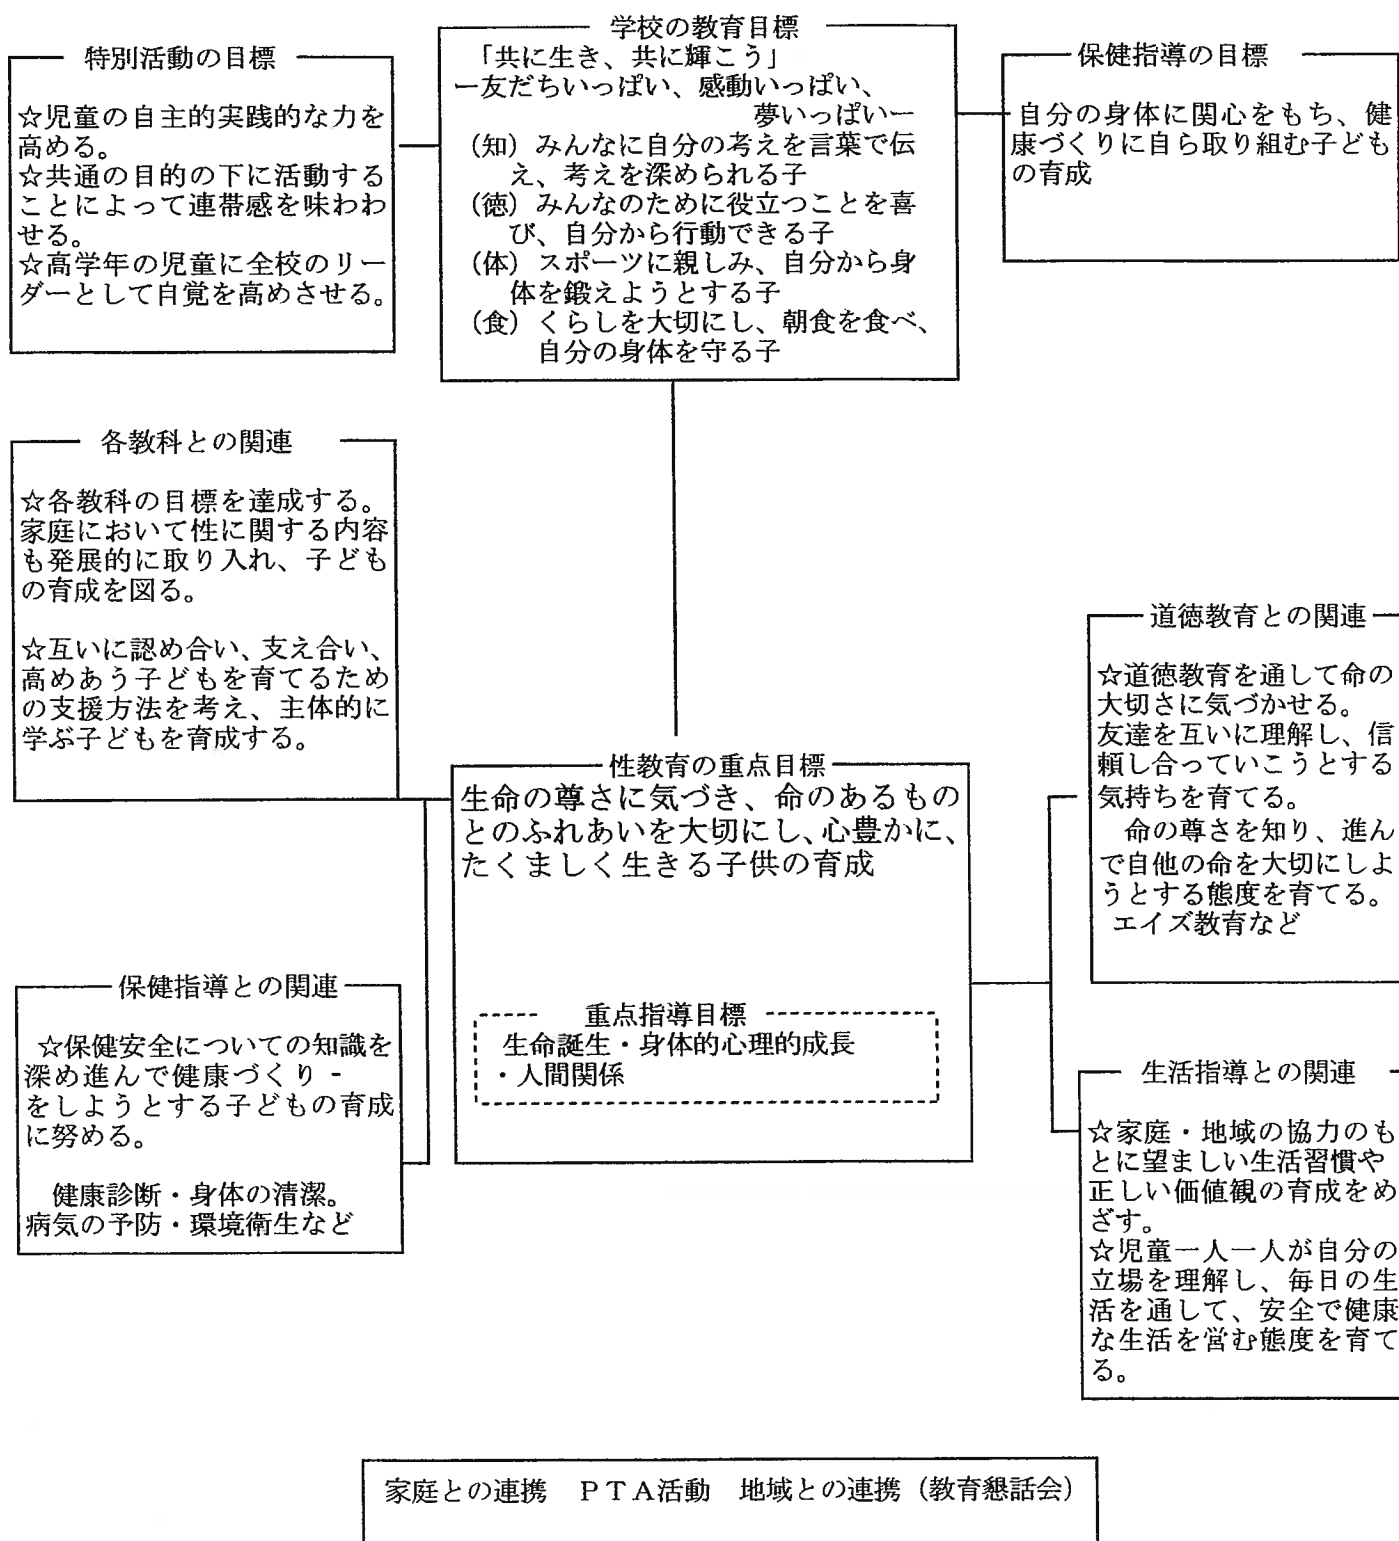 特別活動の目標
☆児童の自主的実践的な力を
高める。
☆共通の目的の下に活動する
ことによって連帯感を味わわ
せる。
☆高学年の児童に全校のリー
ダーとして自覚を高めさせる。
学校の教育目標
「共に生き、共に輝こう」
ー友だちいっぱい、感動いっぱい、
夢いっぱいー
(知) みんなに自分の考えを言葉で伝
え、考えを深められる子
(徳) みんなのために役立つことを喜
び、自分から行動できる子
(体) スポーツに親しみ、自分から身
体を鍛えようとする子
(食) くらしを大切にし、朝食を食べ、
自分の身体を守る子
保健指導の目標
自分の身体に関心をもち、健
康づくりに自ら取り組む子ども
の育成
各教科との関連
☆各教科の目標を達成する。
家庭において性に関する内容
も発展的に取り入れ、子ども
の育成を図る。
☆互いに認め合い、支え合い、
高めあう子どもを育てるため
の支援方法を考え、主体的に
学ぶ子どもを育成する。
性教育の重点目標
生命の尊さに気づき、命のあるもの
とのふれあいを大切にし、心豊かに、
たくましく生きる子供の育成
重点指導目標
生命誕生・身体的心理的成長
・人間関係
道徳教育との関連
☆道徳教育を通して命の
大切さに気づかせる。
友達を互いに理解し、信
頼し合っていこうとする
気持ちを育てる。
命の尊さを知り、進ん
で自他の命を大切にしよ
うとする態度を育てる。
エイズ教育など
保健指導との関連
☆保健安全についての知識を
深め進んで健康づくり -
をしようとする子どもの育成
に努める。
健康診断・身体の清潔。
病気の予防・環境衛生など
生活指導との関連
☆家庭・地域の協力のも
とに望ましい生活習慣や
正しい価値観の育成をめ
ざす。
☆児童一人一人が自分の
立場を理解し、毎日の生
活を通して、安全で健康
な生活を営む態度を育て
る。
家庭との連携 PTA活動 地域との連携(教育懇話会)